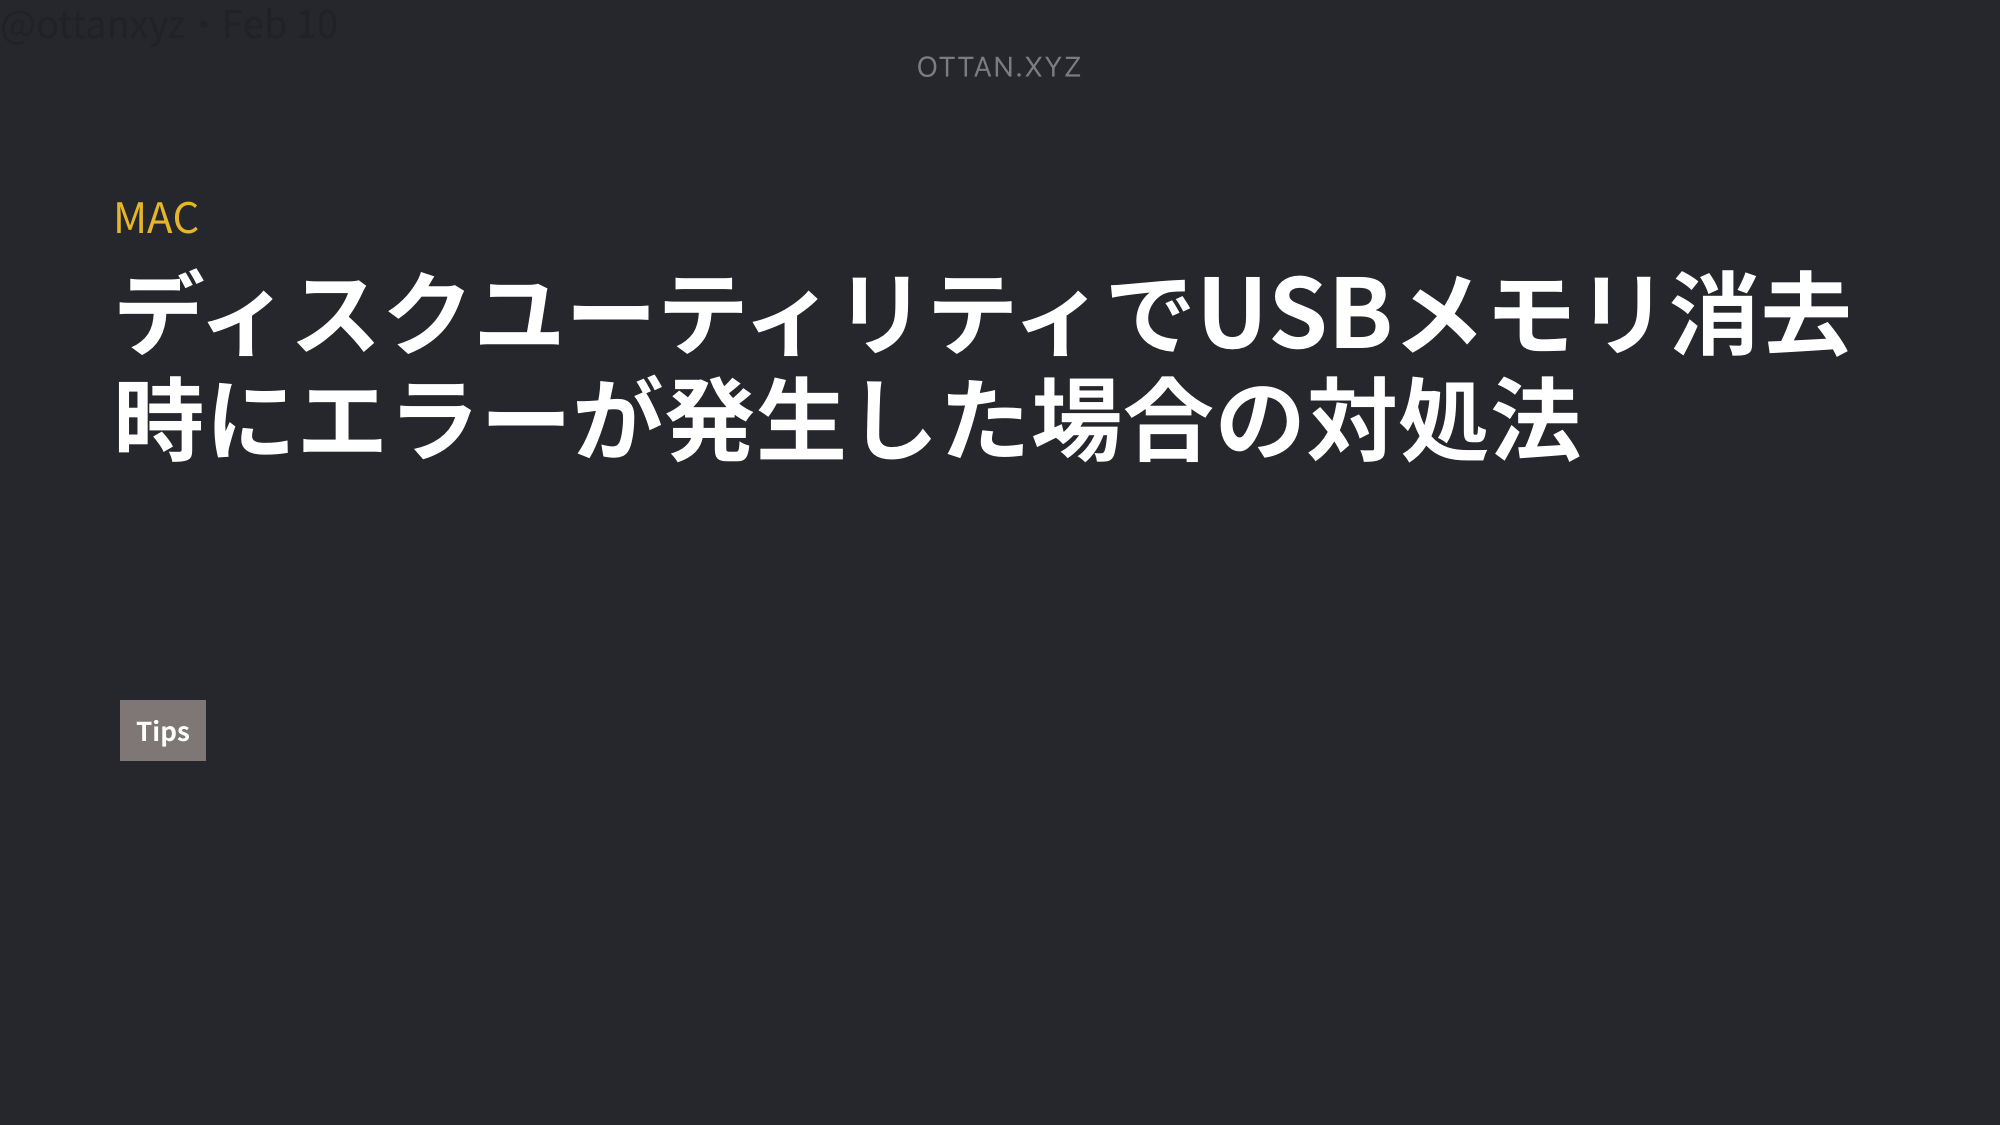 @ottanxyz・Feb 10
OTTAN.XYZ
MAC
ディスクユーティリティでUSBメモリ消去
時にエラーが発生した場合の対処法
Tips